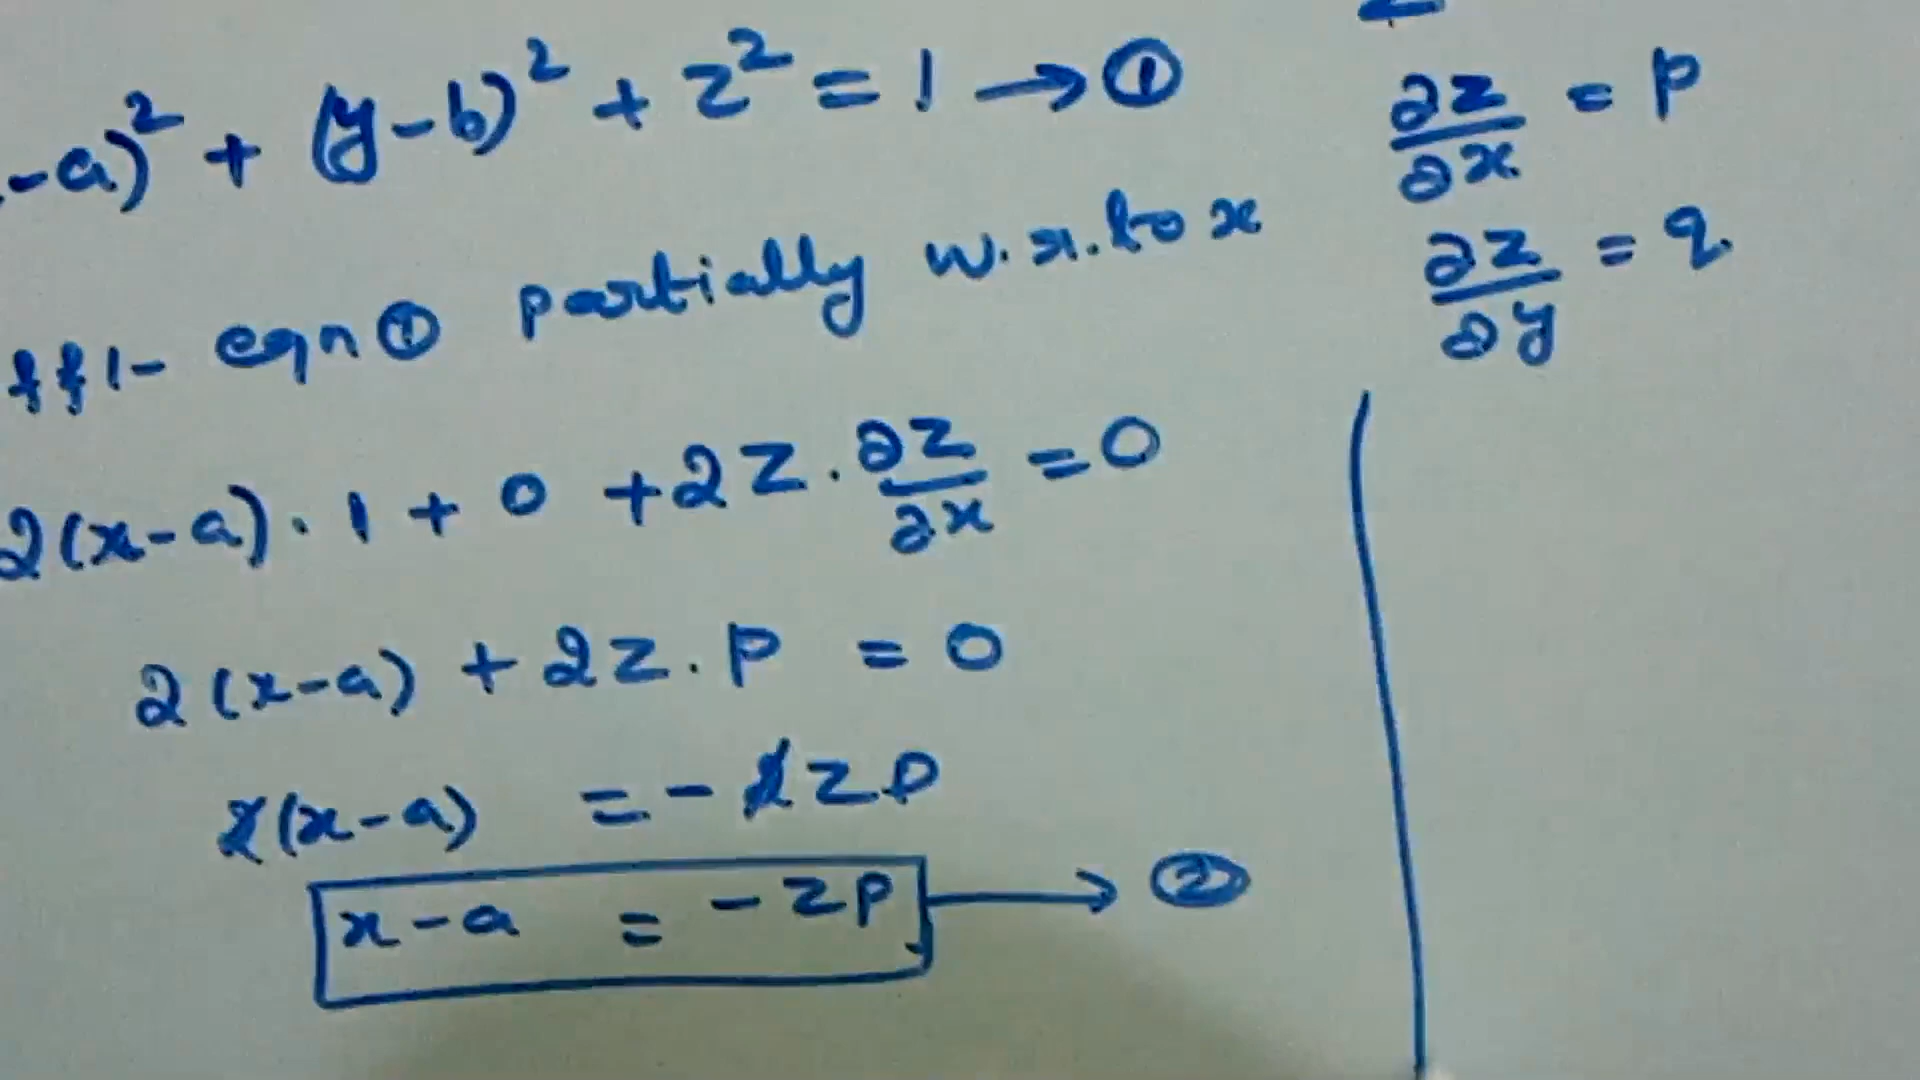 -a)² + (y-b)² + z² = 1 → ①
ffl- eqn ① partially w.r.to x
2(x-a).1 + 0 + 2z.∂z/∂x = 0
2(x-a) + 2z.p = 0
2(x-a) = -2zp
x-a = -zp → ②
∂z/∂x = p
∂z/∂y = q.